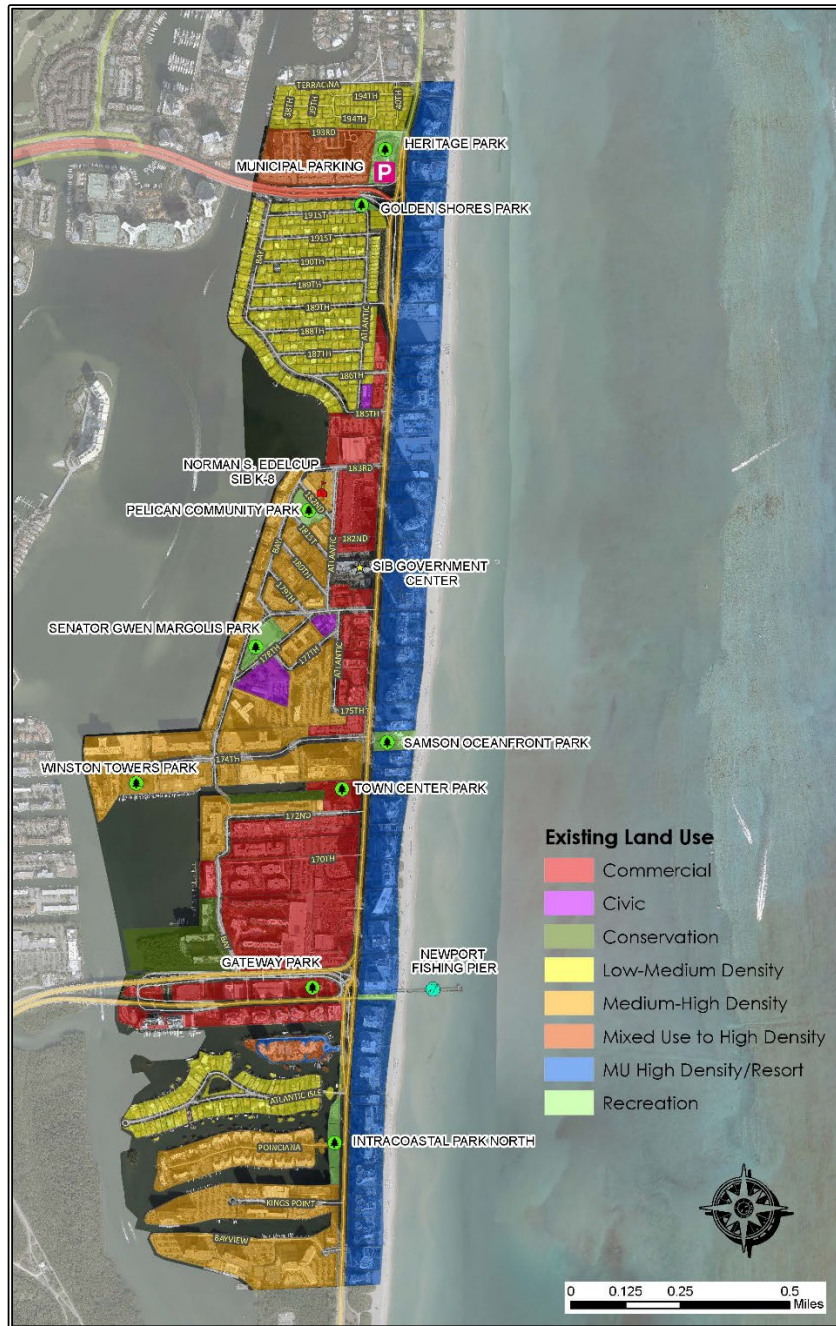 TERRACINA
38TH
39TH
194TH
40TH
194TH
193RD
HERITAGE PARK
MUNICIPAL PARKING
P
GOLDEN SHORES PARK
191ST
191ST
BAY
190TH
189TH
189TH
ATLANTIC
188TH
187TH
186TH
185TH
NORMAN S. EDELCUP
SIB K-8
183RD
182ND
PELICAN COMMUNITY PARK
181ST
182ND
BAY
ATLANTIC
180TH
SIB GOVERNMENT
CENTER
179TH
SENATOR GWEN MARGOLIS PARK
178TH
177TH
ATLANTIC
175TH
SAMSON OCEANFRONT PARK
174TH
WINSTON TOWERS PARK
TOWN CENTER PARK
172ND
170TH
BAY
GATEWAY PARK
NEWPORT
FISHING PIER
ATLANTIC ISLE
INTRACOASTAL PARK NORTH
POINCIANA
KINGS POINT
BAYVIEW
Existing Land Use
Commercial
Civic
Conservation
Low-Medium Density
Medium-High Density
Mixed Use to High Density
MU High Density/Resort
Recreation
0 0.125 0.25 0.5
Miles